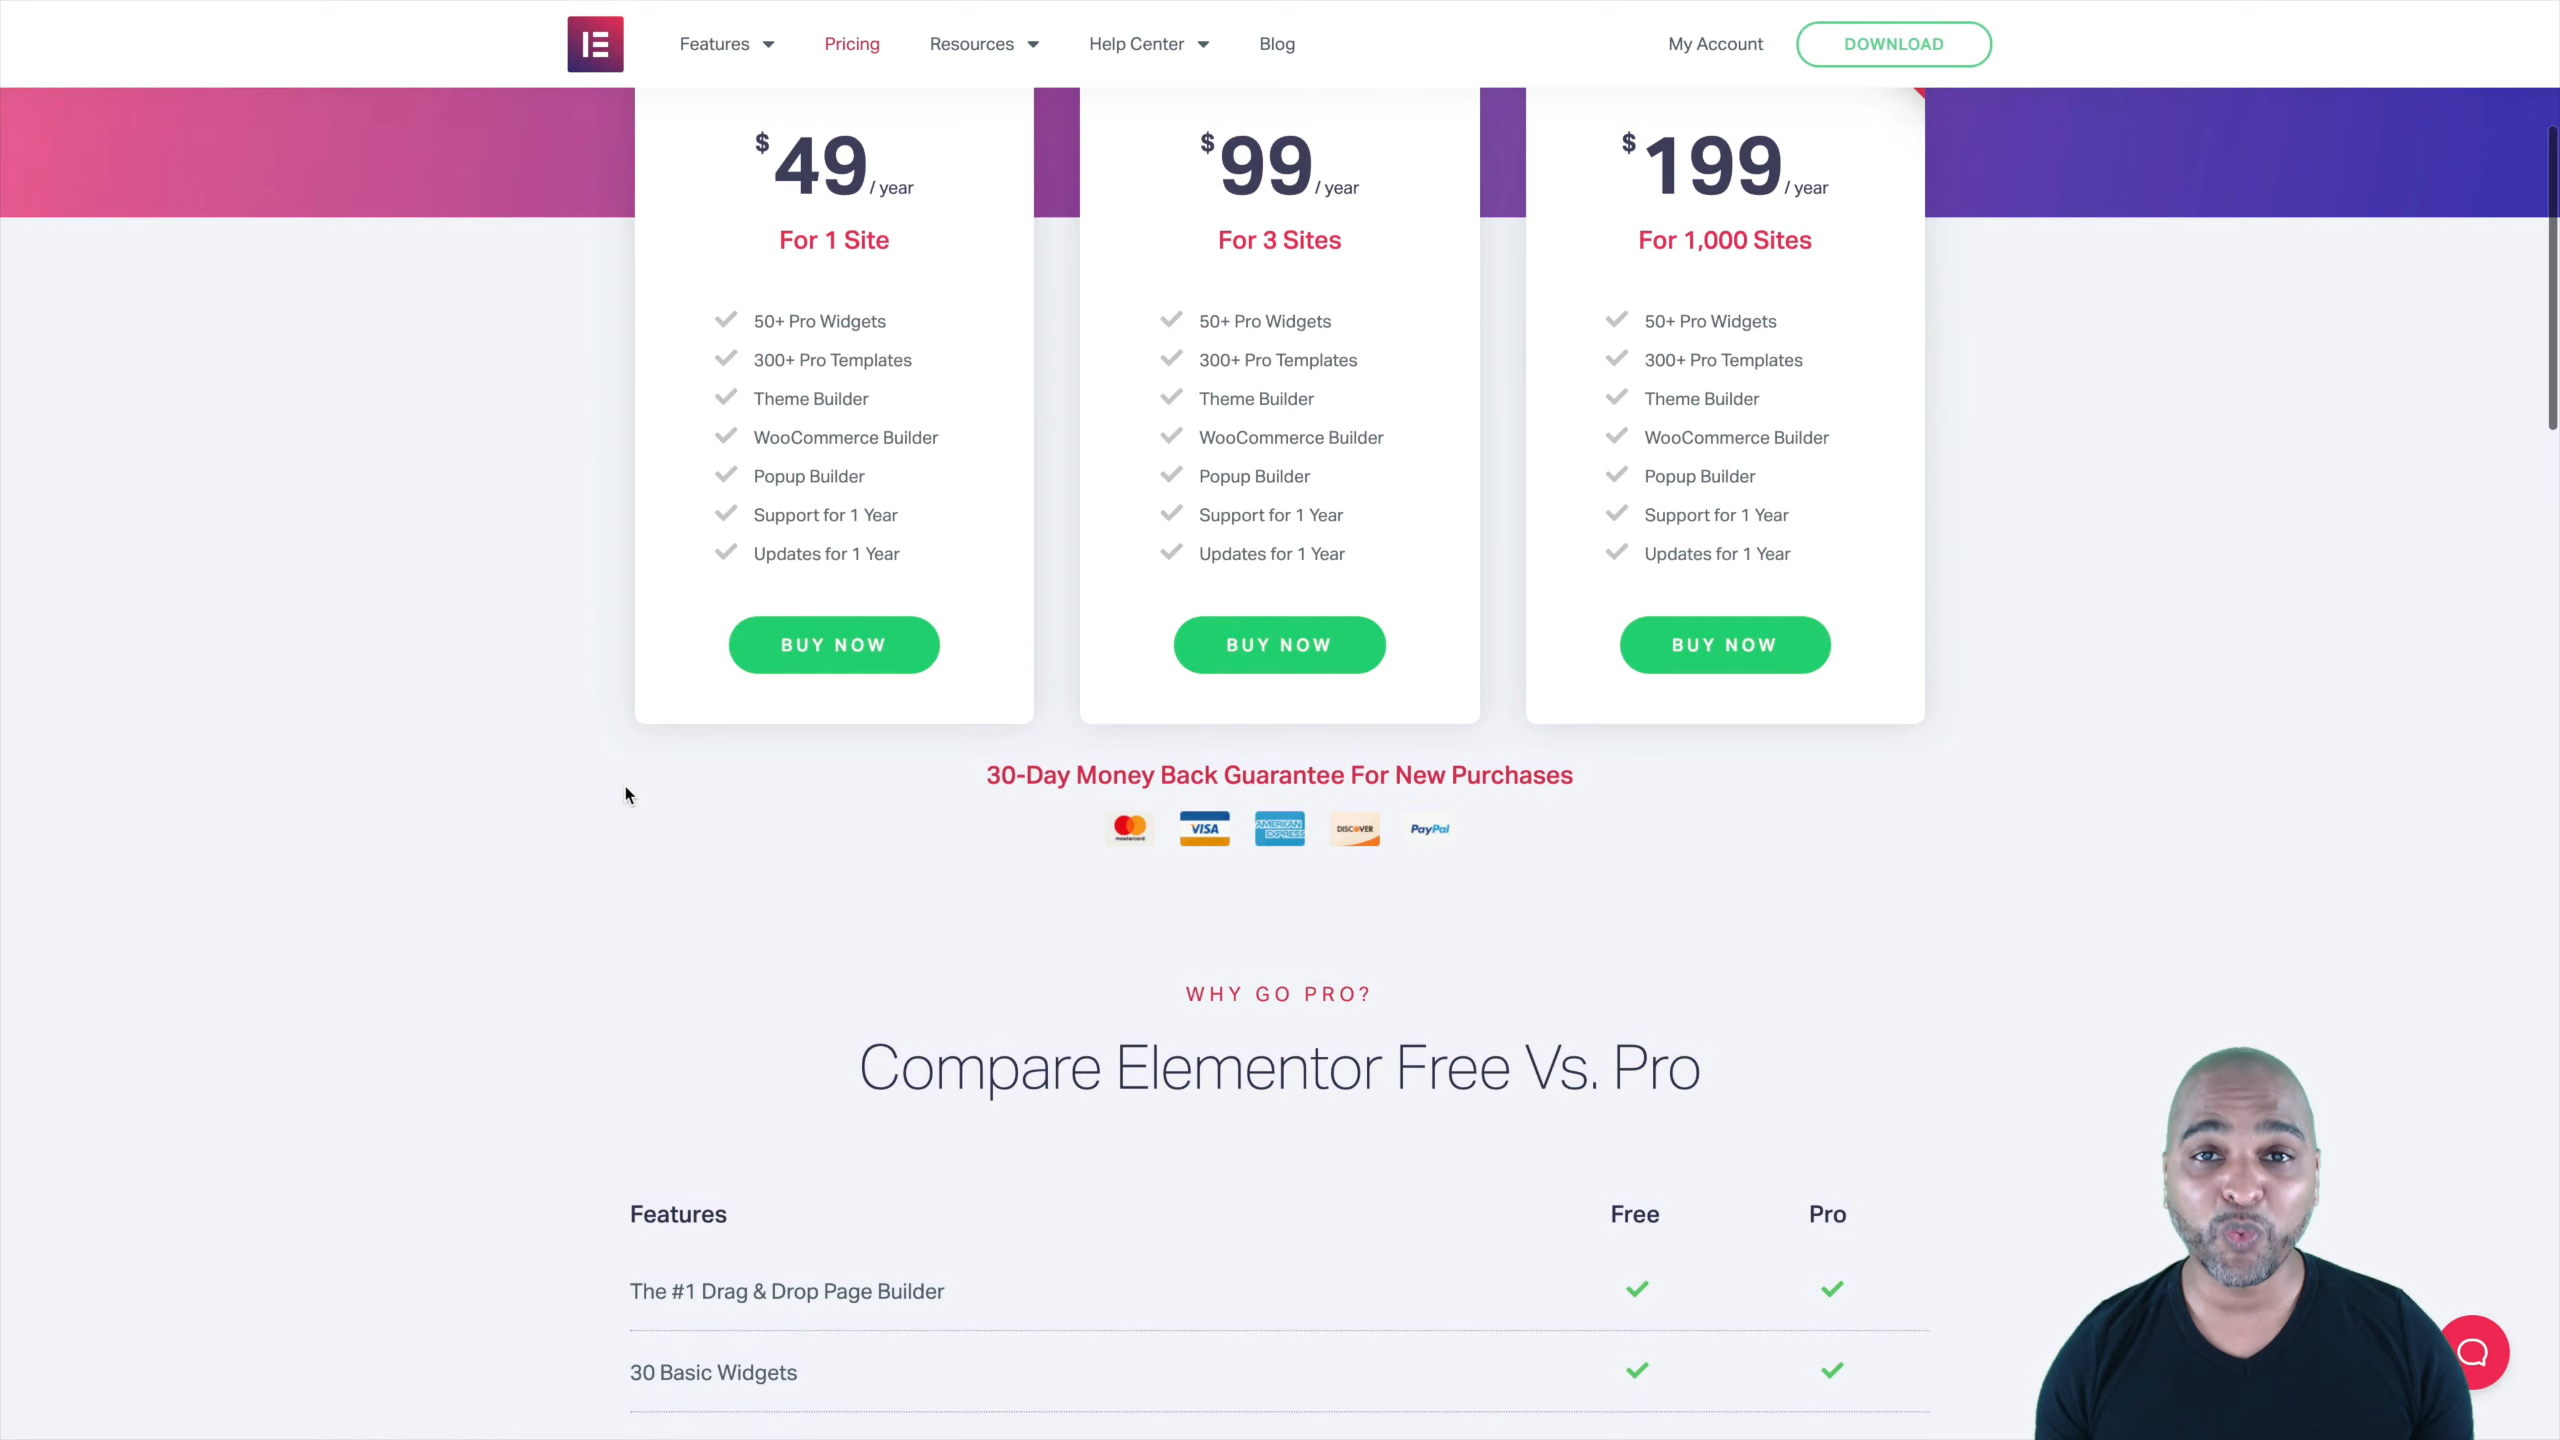 Features
Pricing
Resources
Help Center
Blog
My Account
DOWNLOAD
$ 49 / year
For 1 Site
50+ Pro Widgets
300+ Pro Templates
Theme Builder
WooCommerce Builder
Popup Builder
Support for 1 Year
Updates for 1 Year
BUY NOW
$ 99 / year
For 3 Sites
50+ Pro Widgets
300+ Pro Templates
Theme Builder
WooCommerce Builder
Popup Builder
Support for 1 Year
Updates for 1 Year
BUY NOW
$ 199 / year
For 1,000 Sites
50+ Pro Widgets
300+ Pro Templates
Theme Builder
WooCommerce Builder
Popup Builder
Support for 1 Year
Updates for 1 Year
BUY NOW
30-Day Money Back Guarantee For New Purchases
mastercard
VISA
AMERICAN EXPRESS
DISCOVER
PayPal
WHY GO PRO?
Compare Elementor Free Vs. Pro
Features Free Pro
The #1 Drag & Drop Page Builder
30 Basic Widgets